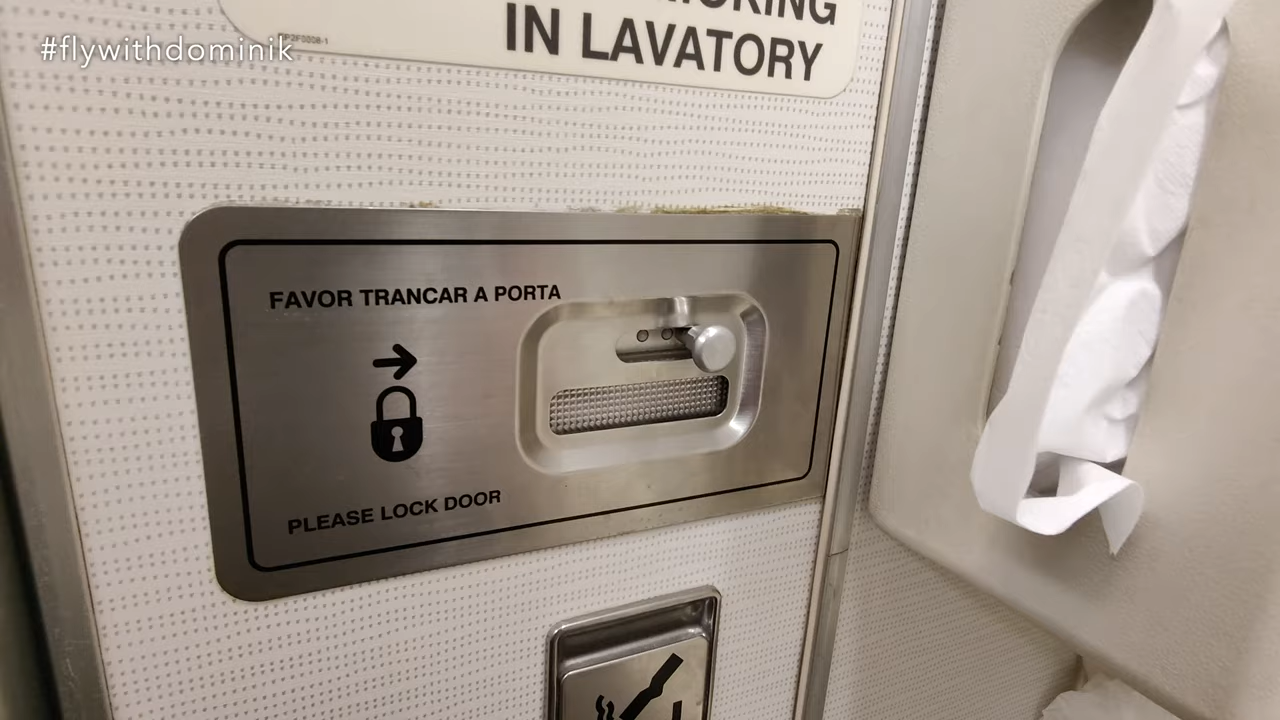 #flywithdominik
IN LAVATORY
FAVOR TRANCAR A PORTA
PLEASE LOCK DOOR